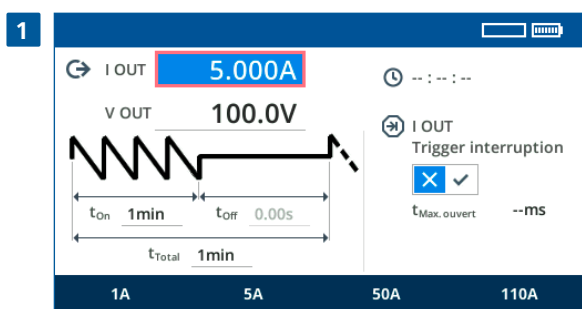 1
I OUT 5.000A
V OUT 100.0V
tOn 1min tOff 0.00s
tTotal 1min
-- : -- : --
I OUT
Trigger interruption
tMax. ouvert --ms
1A 5A 50A 110A